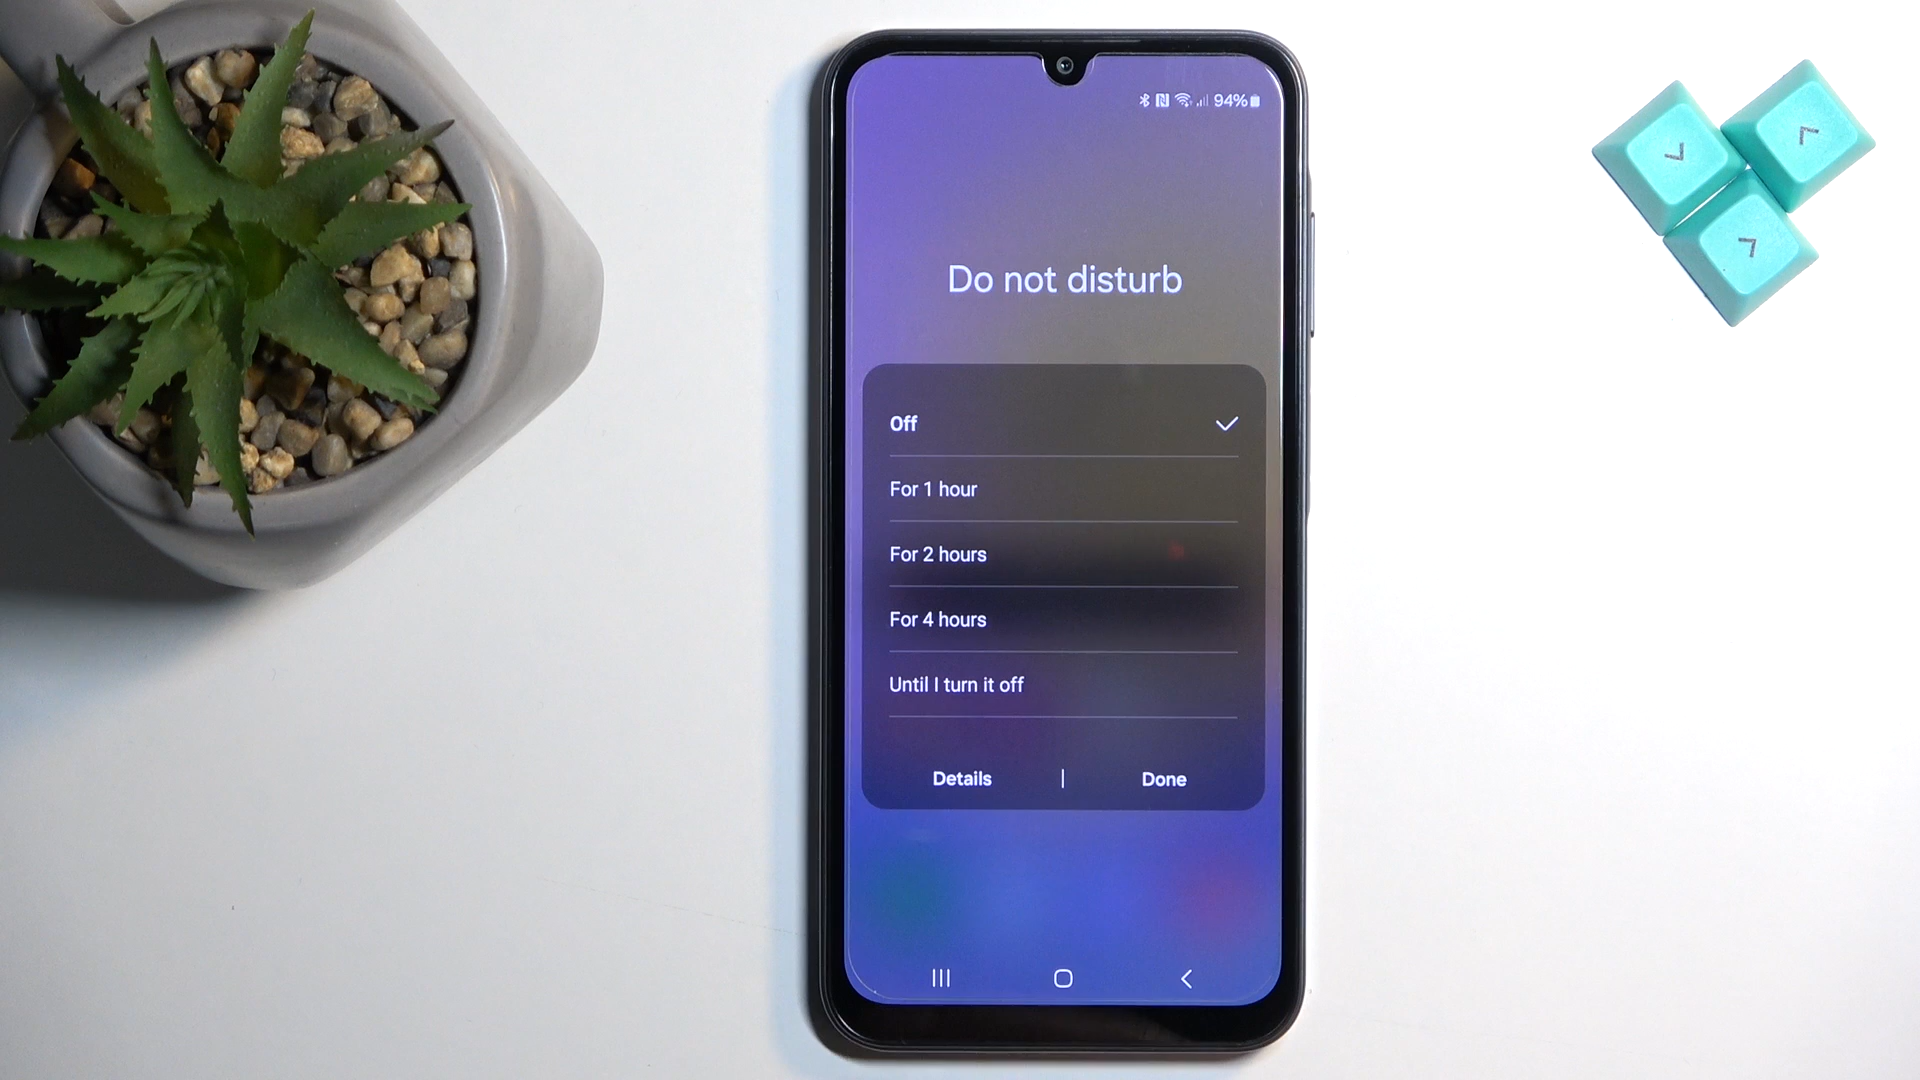 94%
Do not disturb
Off
For 1 hour
For 2 hours
For 4 hours
Until I turn it off
Details | Done